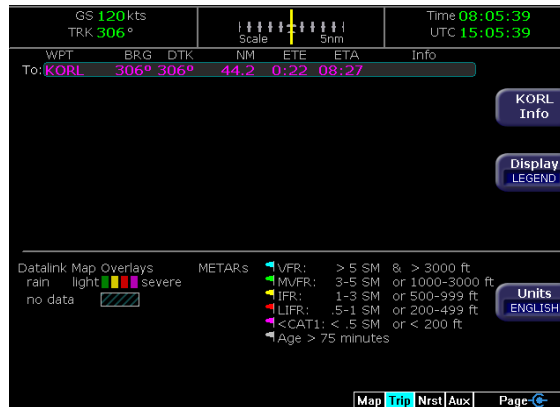 GS 120kts
TRK 306°
Scale 5nm
Time 08:05:39
UTC 15:05:39
WPT BRG DTK NM ETE ETA Info
To: KORL 306º 306º 44.2 0:22 08:27
KORL
Info
Display
LEGEND
Datalink Map Overlays
rain light severe
no data
METARs
VFR: > 5 SM & > 3000 ft
MVFR: 3-5 SM or 1000-3000 ft
IFR: 1-3 SM or 500-999 ft
LIFR: .5-1 SM or 200-499 ft
<CAT1: < .5 SM or < 200 ft
Age > 75 minutes
Units
ENGLISH
Map Trip Nrst Aux Page